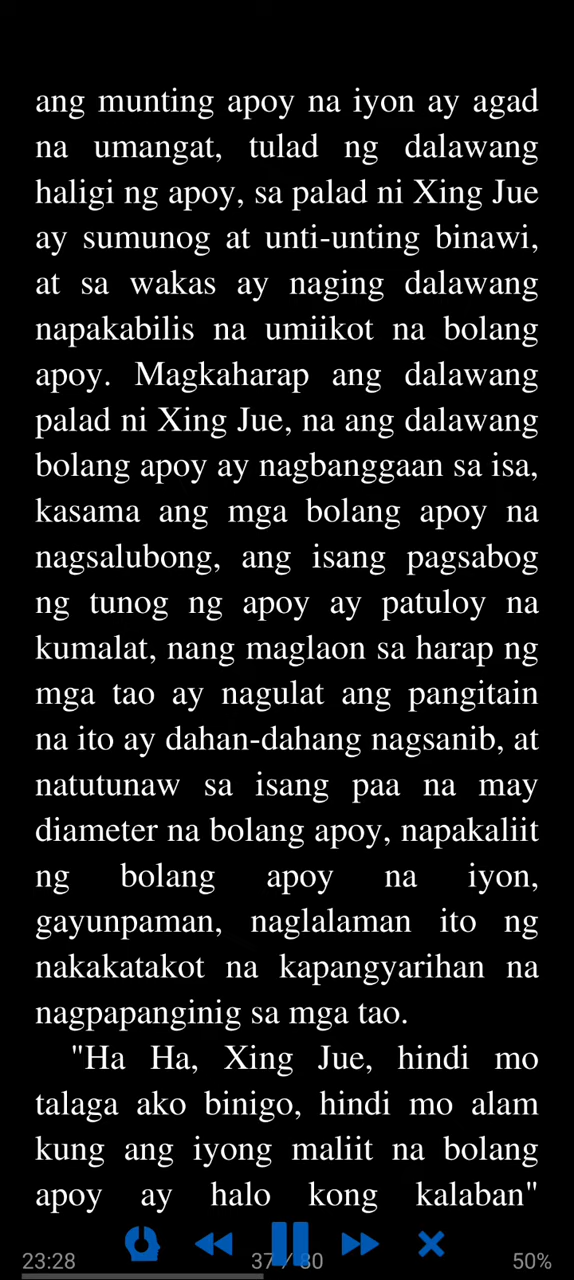 ang munting apoy na iyon ay agad
na umangat, tulad ng dalawang
haligi ng apoy, sa palad ni Xing Jue
ay sumunog at unti-unting binawi,
at sa wakas ay naging dalawang
napakabilis na umiikot na bolang
apoy. Magkaharap ang dalawang
palad ni Xing Jue, na ang dalawang
bolang apoy ay nagbanggaan sa isa,
kasama ang mga bolang apoy na
nagsalubong, ang isang pagsabog
ng tunog ng apoy ay patuloy na
kumalat, nang maglaon sa harap ng
mga tao ay nagulat ang pangitain
na ito ay dahan-dahang nagsanib, at
natutunaw sa isang paa na may
diameter na bolang apoy, napakaliit
ng bolang apoy na iyon,
gayunpaman, naglalaman ito ng
nakakatakot na kapangyarihan na
nagpapanginig sa mga tao.
"Ha Ha, Xing Jue, hindi mo
talaga ako binigo, hindi mo alam
kung ang iyong maliit na bolang
apoy ay halo kong kalaban"
23:28 37 / 80 50%